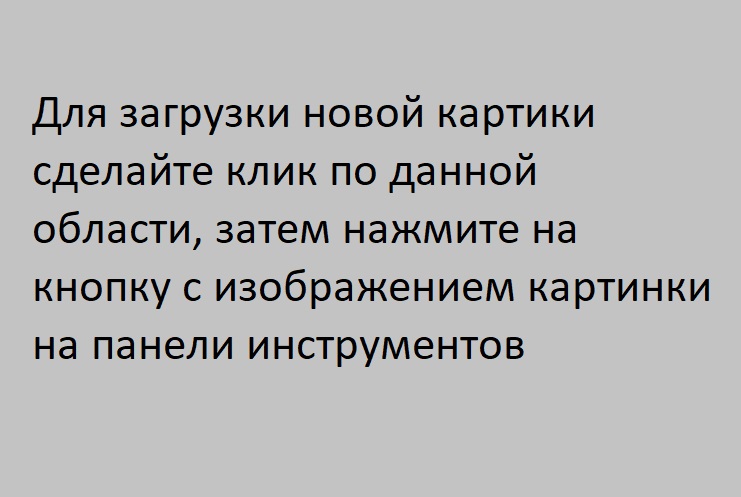 Для загрузки новой картики
сделайте клик по данной
области, затем нажмите на
кнопку с изображением картинки
на панели инструментов